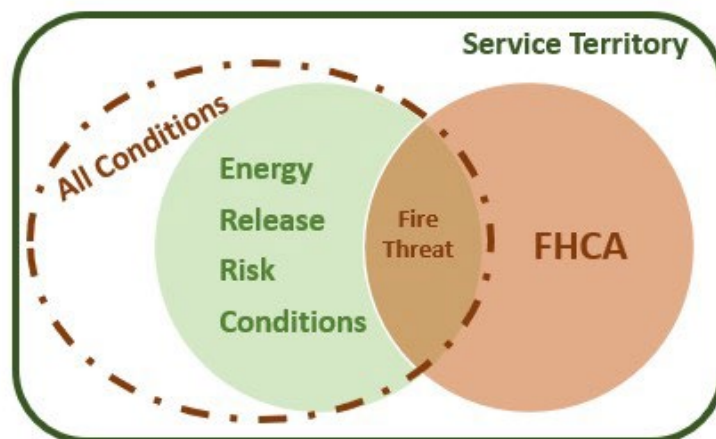 Service Territory
All Conditions
Energy
Release
Risk
Conditions
Fire
Threat
FHCA